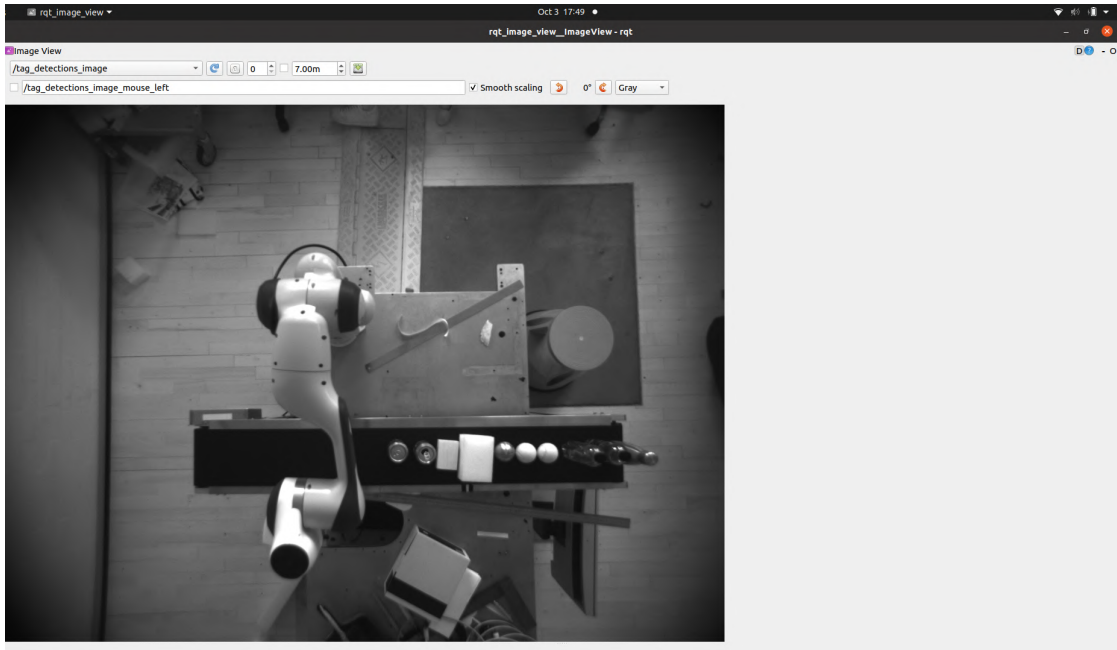 rqt_image_view
Oct 3 17:49
rqt_image_view__ImageView - rqt
Image View
D
- O
/tag_detections_image
0
7.00m
/tag_detections_image_mouse_left
Smooth scaling
0°
Gray